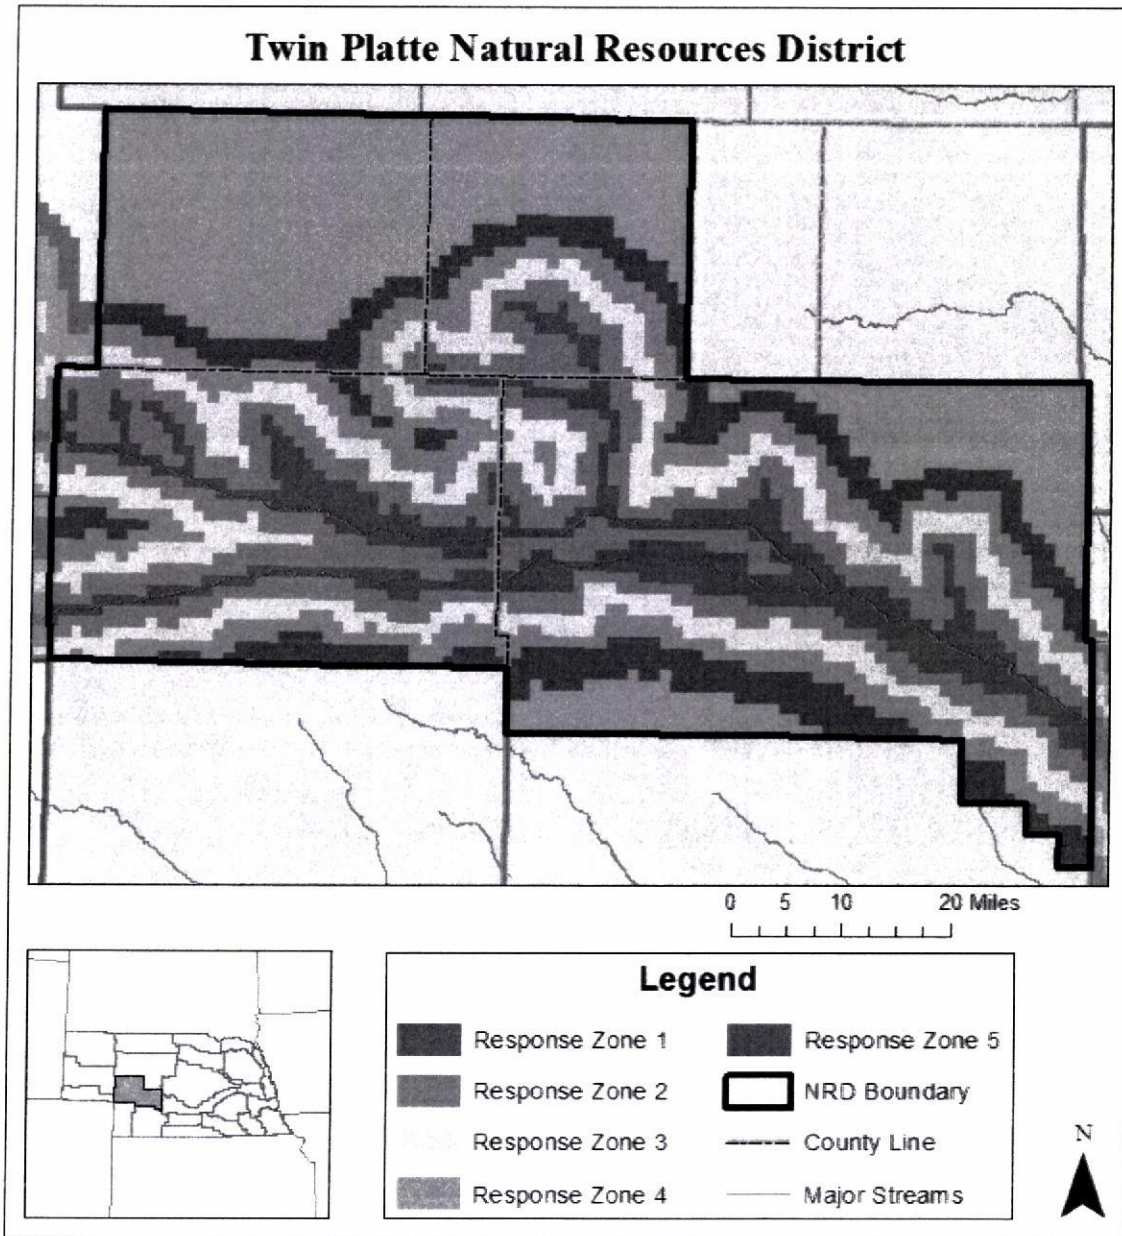 Twin Platte Natural Resources District
0 5 10 20 Miles
Legend
Response Zone 1
Response Zone 2
Response Zone 3
Response Zone 4
Response Zone 5
NRD Boundary
County Line
Major Streams
N